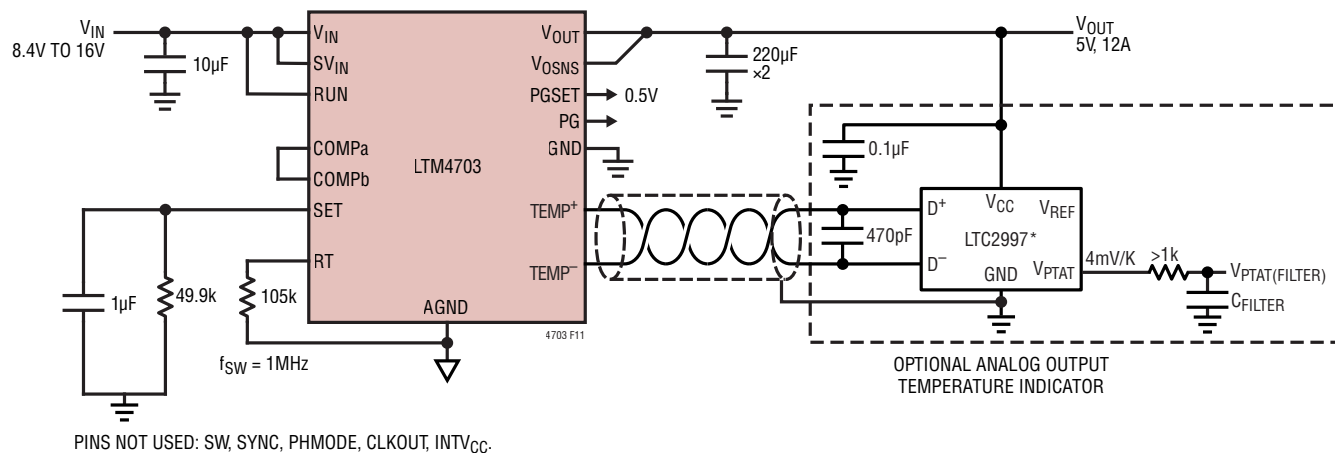 VIN
8.4V TO 16V
10µF
VIN
SVIN
RUN
COMPa
COMPb
SET
RT
LTM4703
AGND
VOUT
VOSNS
PGSET
0.5V
PG
GND
TEMP+
TEMP–
4703 F11
220µF
×2
VOUT
5V, 12A
0.1µF
470pF
D+
D–
VCC
VREF
LTC2997*
GND
VPTAT
4mV/K
>1k
VPTAT(FILTER)
CFILTER
1µF
49.9k
105k
fSW = 1MHz
OPTIONAL ANALOG OUTPUT
TEMPERATURE INDICATOR
PINS NOT USED: SW, SYNC, PHMODE, CLKOUT, INTVCC.